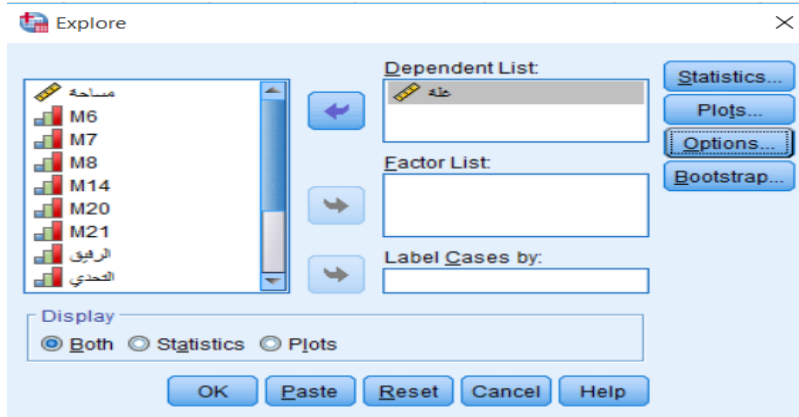 Explore
Dependent List:
غله
Statistics...
Plots...
Options...
Bootstrap...
مساحة
M6
M7
M8
M14
M20
M21
الرفيق
التحدي
Factor List:
Label Cases by:
Display
Both Statistics Plots
OK Paste Reset Cancel Help